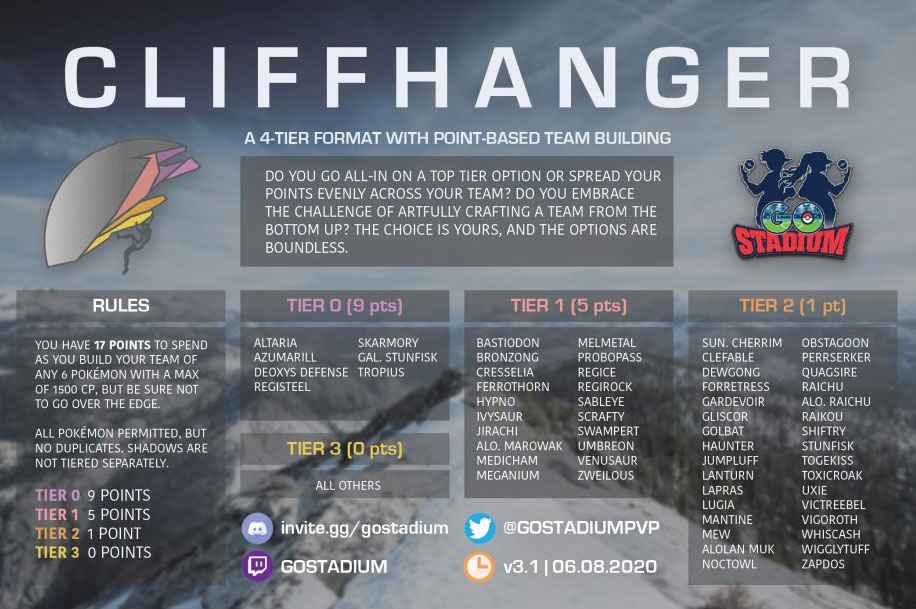 CLIFFHANGER
A 4-TIER FORMAT WITH POINT-BASED TEAM BUILDING
DO YOU GO ALL-IN ON A TOP TIER OPTION OR SPREAD YOUR
POINTS EVENLY ACROSS YOUR TEAM? DO YOU EMBRACE
THE CHALLENGE OF ARTFULLY CRAFTING A TEAM FROM THE
BOTTOM UP? THE CHOICE IS YOURS, AND THE OPTIONS ARE
BOUNDLESS.
GO
STADIUM
RULES
YOU HAVE 17 POINTS TO SPEND
AS YOU BUILD YOUR TEAM OF
ANY 6 POKÉMON WITH A MAX
OF 1500 CP, BUT BE SURE NOT
TO GO OVER THE EDGE.
ALL POKÉMON PERMITTED, BUT
NO DUPLICATES. SHADOWS ARE
NOT TIERED SEPARATELY.
TIER 0 9 POINTS
TIER 1 5 POINTS
TIER 2 1 POINT
TIER 3 0 POINTS
TIER 0 (9 pts)
ALTARIA
AZUMARILL
DEOXYS DEFENSE
REGISTEEL
SKARMORY
GAL. STUNFISK
TROPIUS
TIER 3 (0 pts)
ALL OTHERS
TIER 1 (5 pts)
BASTIODON
BRONZONG
CRESSELIA
FERROTHORN
HYPNO
IVYSAUR
JIRACHI
ALO. MAROWAK
MEDICHAM
MEGANIUM
MELMETAL
PROBOPASS
REGICE
REGIROCK
SABLEYE
SCRAFTY
SWAMPERT
UMBREON
VENUSAUR
ZWEILOUS
TIER 2 (1 pt)
SUN. CHERRIM
CLEFABLE
DEWGONG
FORRETRESS
GARDEVOIR
GLISCOR
GOLBAT
HAUNTER
JUMPLUFF
LANTURN
LAPRAS
LUGIA
MANTINE
MEW
ALOLAN MUK
NOCTOWL
OBSTAGOON
PERRSERKER
QUAGSIRE
RAICHU
ALO. RAICHU
RAIKOU
SHIFTRY
STUNFISK
TOGEKISS
TOXICROAK
UXIE
VICTREEBEL
VIGOROTH
WHISCASH
WIGGLYTUFF
ZAPDOS
invite.gg/gostadium
@GOSTADIUMPVP
GOSTADIUM
v3.1 | 06.08.2020